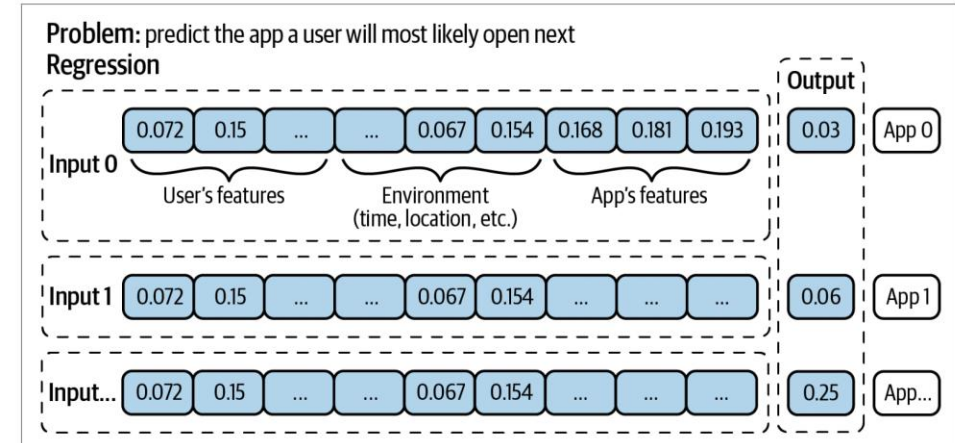 Problem: predict the app a user will most likely open next
Regression
Output
Input 0 0.072 0.15 ... ... 0.067 0.154 0.168 0.181 0.193 0.03 App 0
User's features Environment App's features
(time, location, etc.)
Input 1 0.072 0.15 ... ... 0.067 0.154 ... ... ... 0.06 App 1
Input... 0.072 0.15 ... ... 0.067 0.154 ... ... ... 0.25 App...